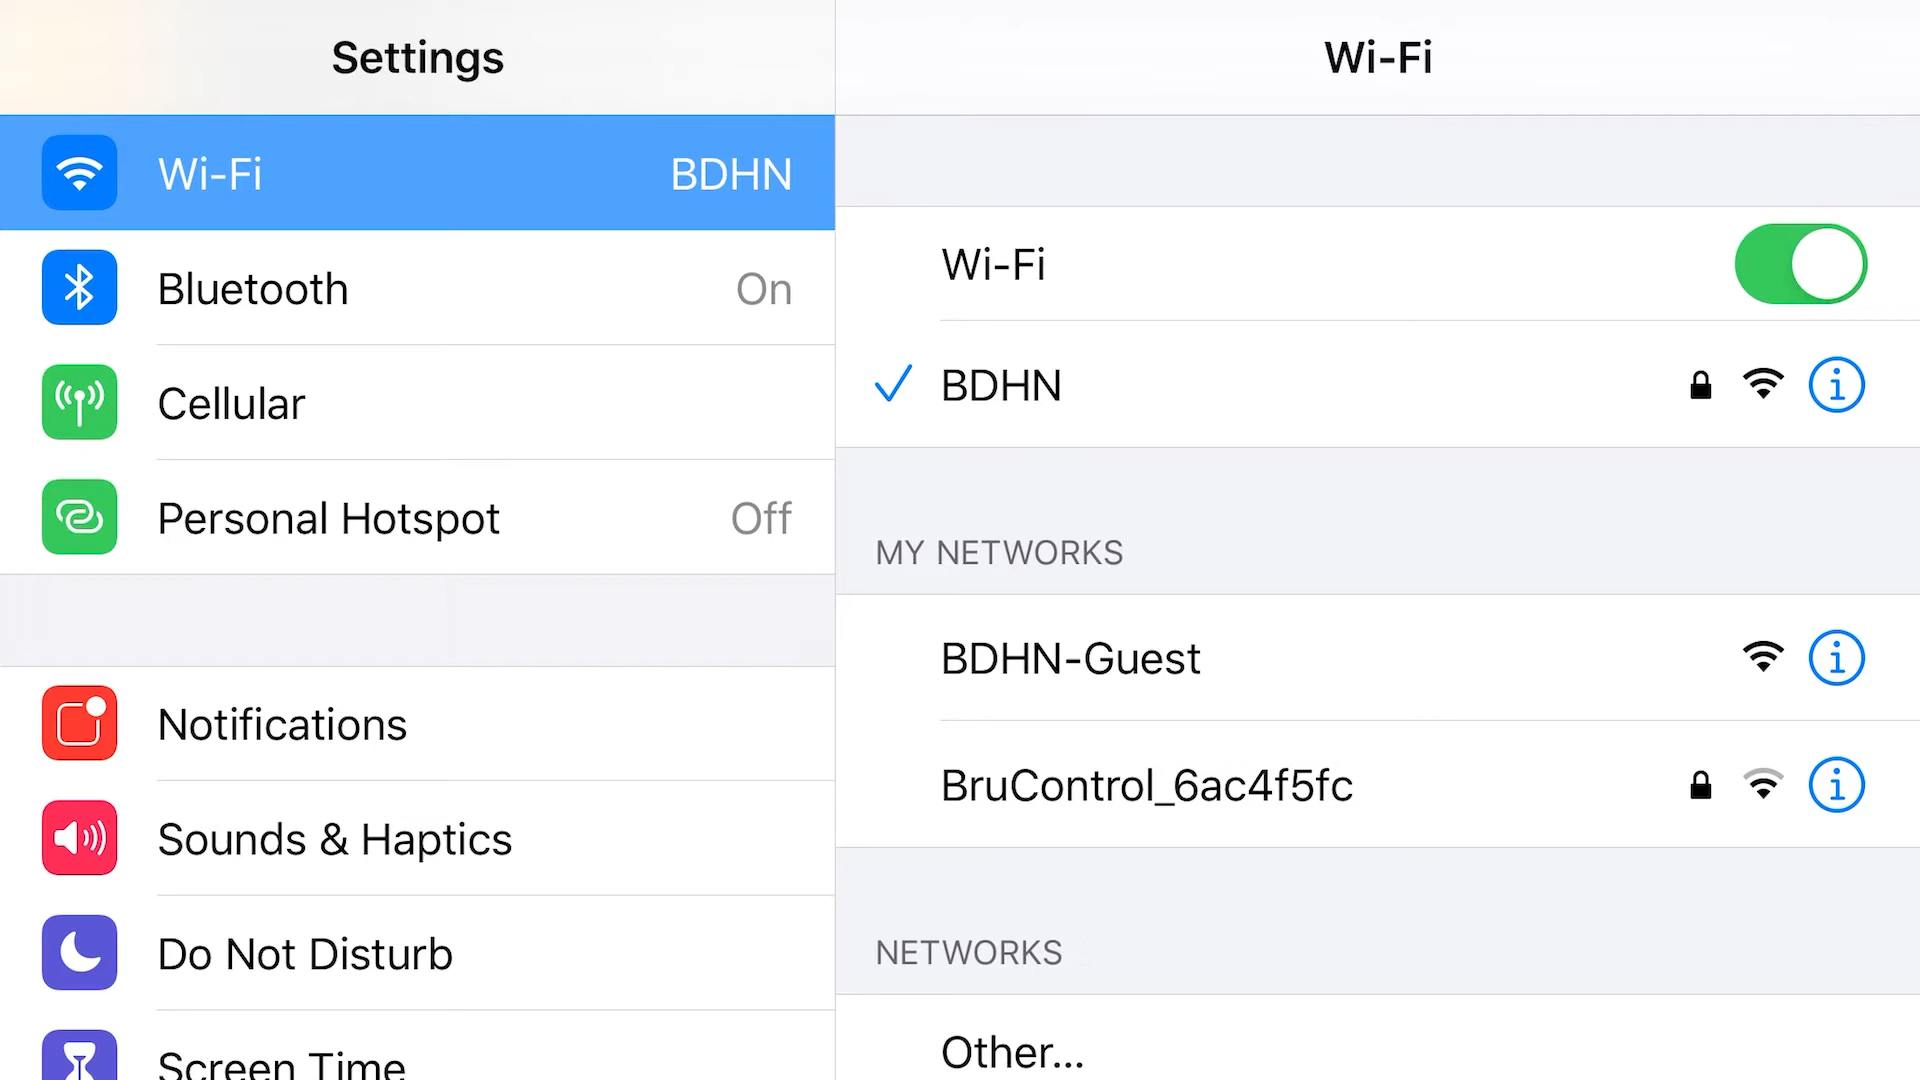 Settings
Wi-Fi BDHN
Bluetooth On
Cellular
Personal Hotspot Off
Notifications
Sounds & Haptics
Do Not Disturb
Screen Time
Wi-Fi
Wi-Fi
BDHN
MY NETWORKS
BDHN-Guest
BruControl_6ac4f5fc
NETWORKS
Other...